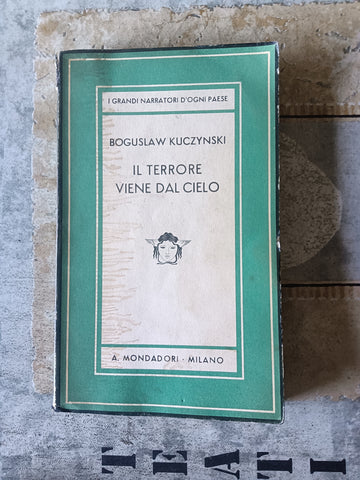 I GRANDI NARRATORI D'OGNI PAESE
BOGUSLAW KUCZYNSKI
IL TERRORE
VIENE DAL CIELO
A. MONDADORI · MILANO